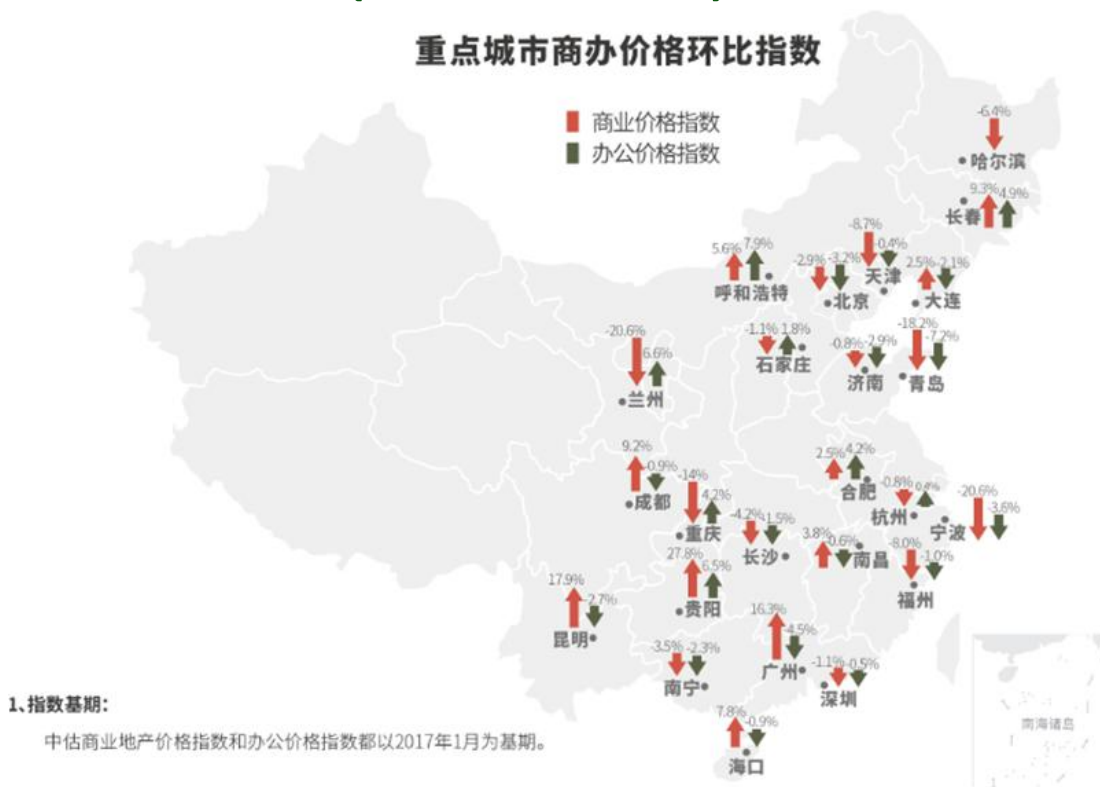 重点城市商办价格环比指数
商业价格指数
办公价格指数
-6.4%
哈尔滨
9.3% 4.9%
长春
-8.7%
-0.4%
天津
5.6% 7.9%
呼和浩特
-2.9% -3.2%
北京
2.5% -2.1%
大连
-1.1% 1.8%
石家庄
-0.8% -2.9%
济南
-18.2%
-7.2%
青岛
-20.6%
6.6%
兰州
9.2%
-0.9%
成都
-14%
4.2%
重庆
2.5% 4.2%
合肥
-0.8% 0.4%
杭州
-20.6%
-3.6%
宁波
-4.2% -1.5%
长沙
3.8%
-0.6%
南昌
-8.0%
-1.0%
福州
27.8%
6.5%
贵阳
17.9%
-2.7%
昆明
16.3%
-4.5%
广州
-3.5% -2.3%
南宁
-1.1% -0.5%
深圳
7.8%
-0.9%
海口
南海诸岛
1、指数基期：
中估商业地产价格指数和办公价格指数都以2017年1月为基期。